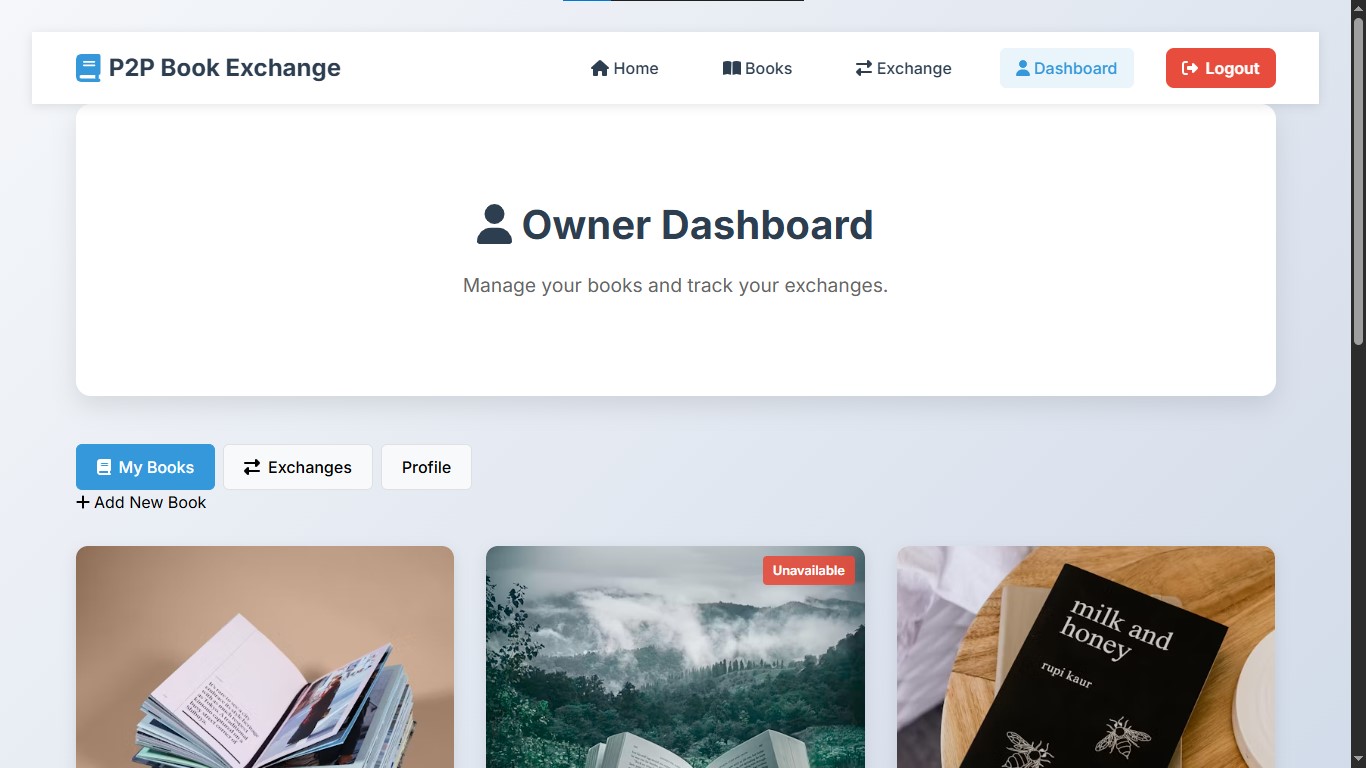 P2P Book Exchange
Home
Books
Exchange
Dashboard
Logout
Owner Dashboard
Manage your books and track your exchanges.
My Books
Exchanges
Profile
Add New Book
Unavailable
milk and
honey
rupi kaur